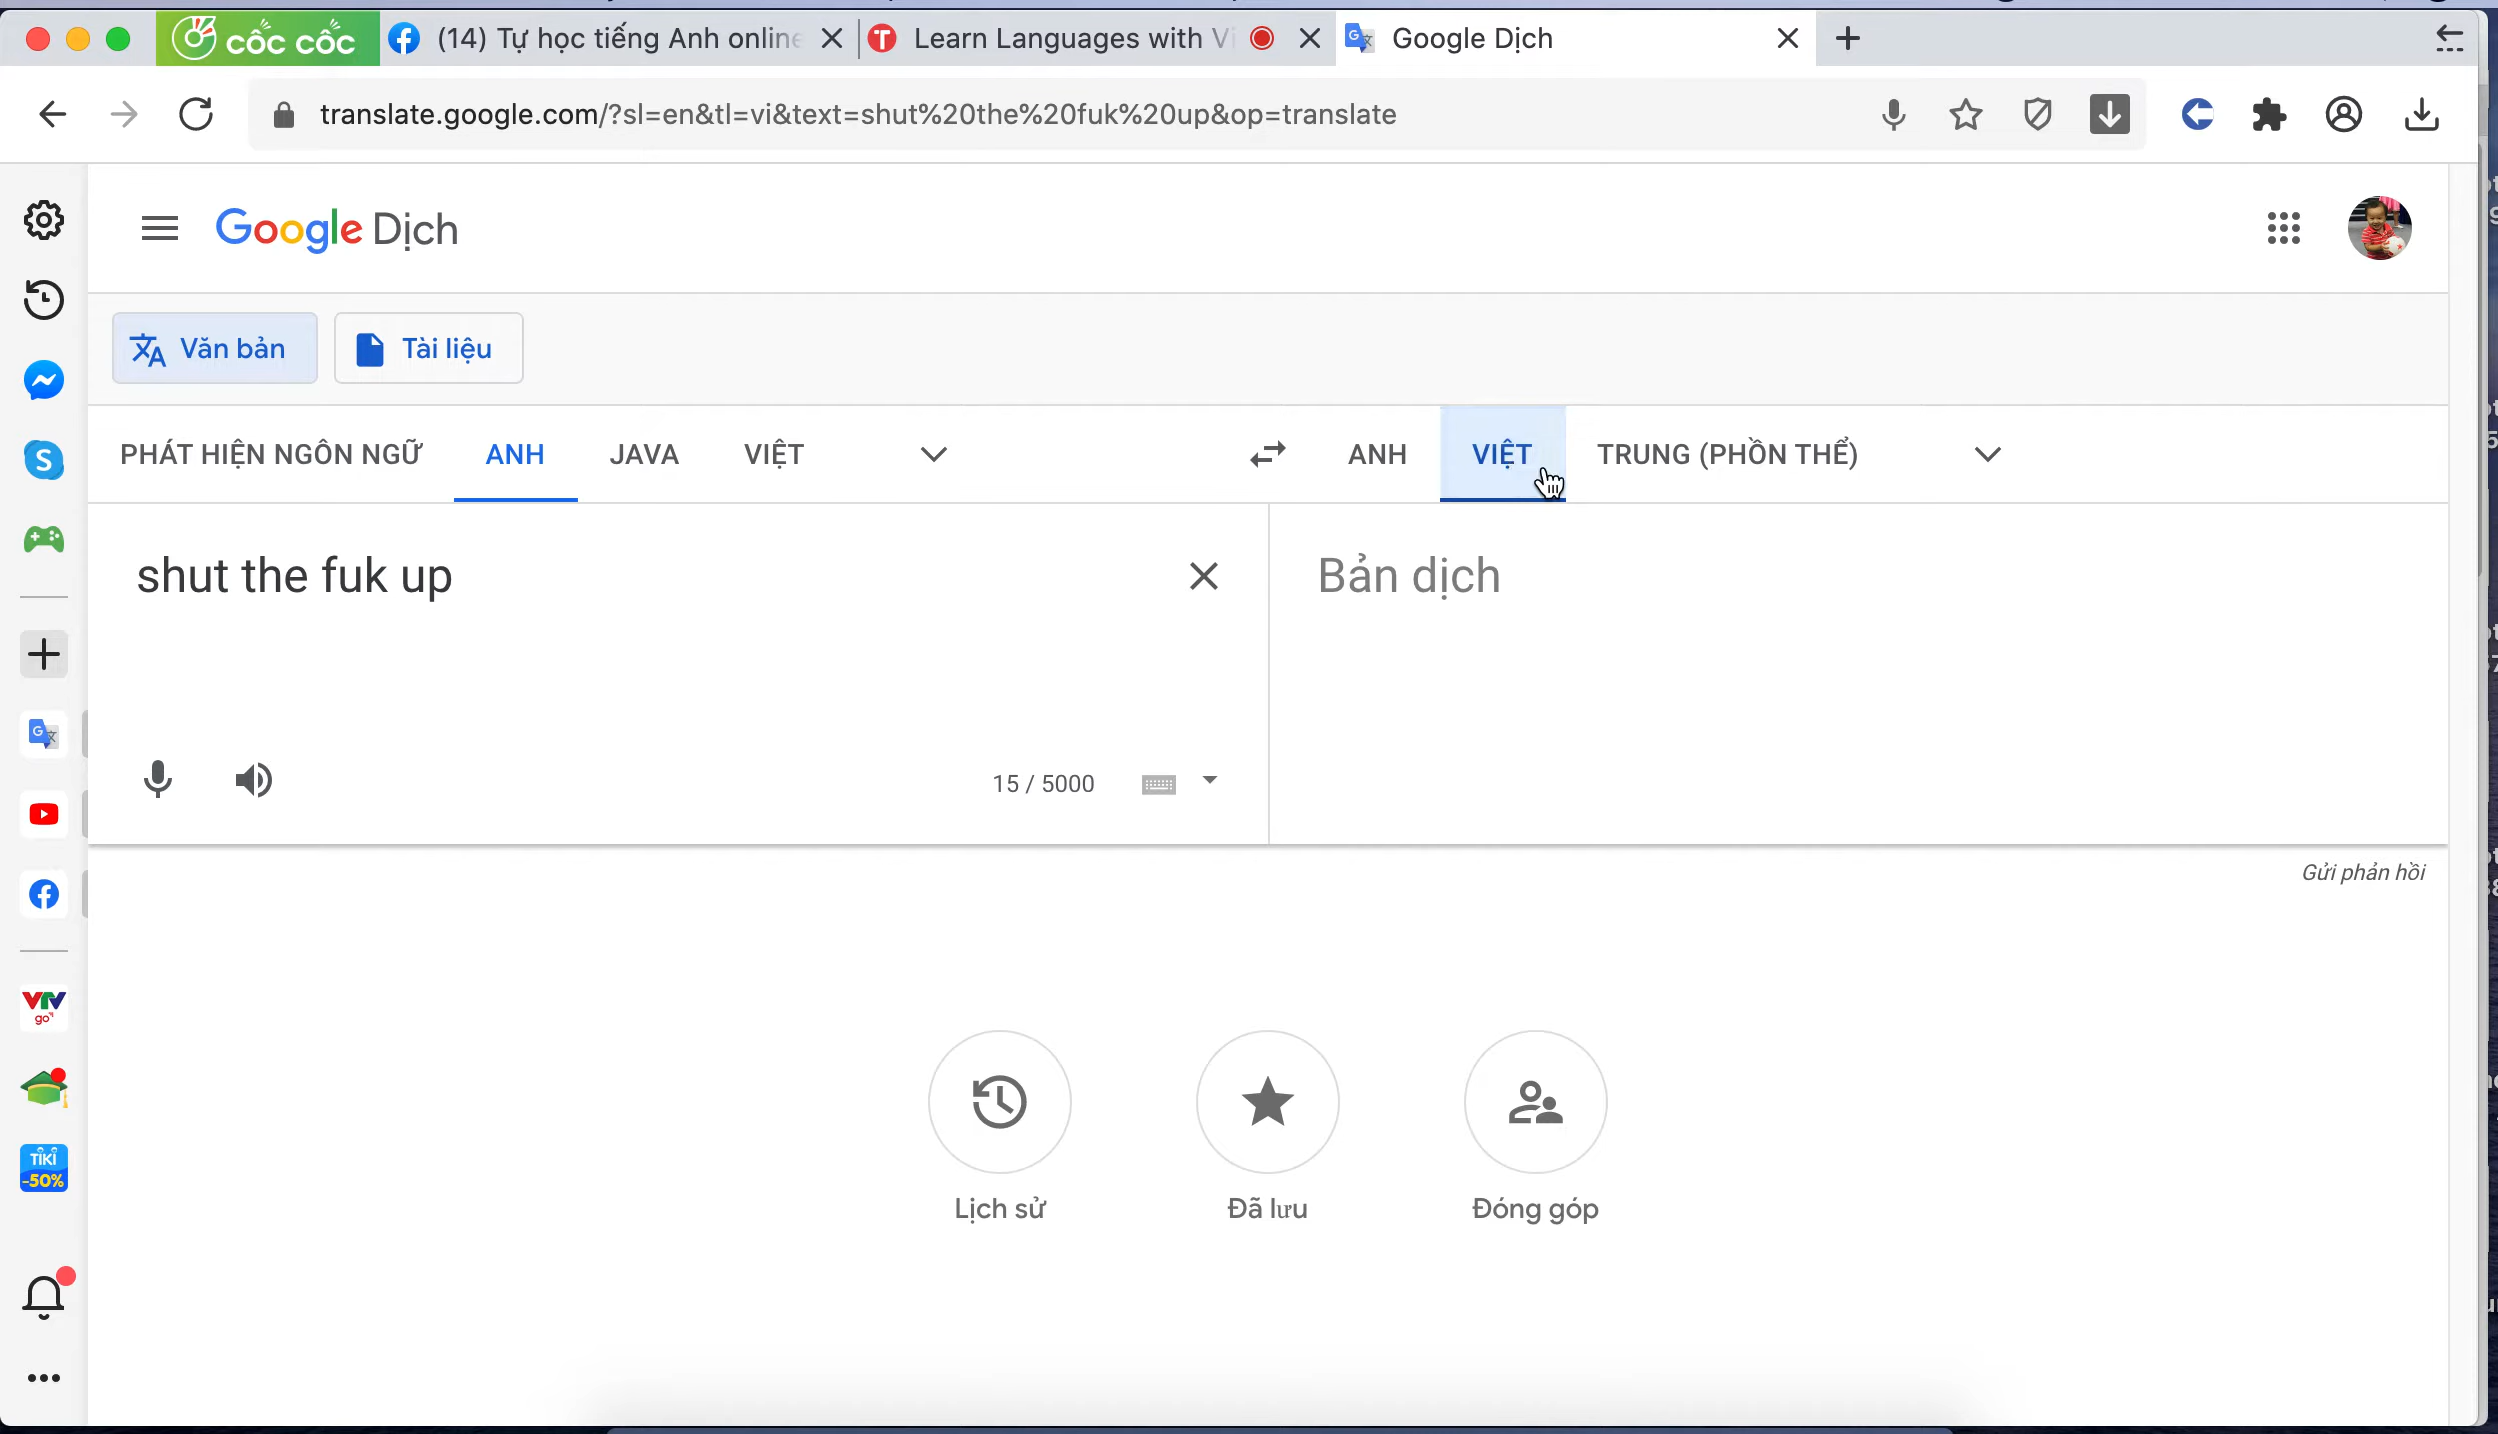 cốc cốc
(14) Tự học tiếng Anh online
Learn Languages with Vi
Google Dịch
translate.google.com/?sl=en&tl=vi&text=shut%20the%20fuk%20up&op=translate
Google Dịch
Văn bản
Tài liệu
PHÁT HIỆN NGÔN NGỮ
ANH
JAVA
VIỆT
ANH
VIỆT
TRUNG (PHỒN THỂ)
shut the fuk up
Bản dịch
15 / 5000
Gửi phản hồi
VTV
go
TIKI
-50%
Lịch sử
Đã lưu
Đóng góp